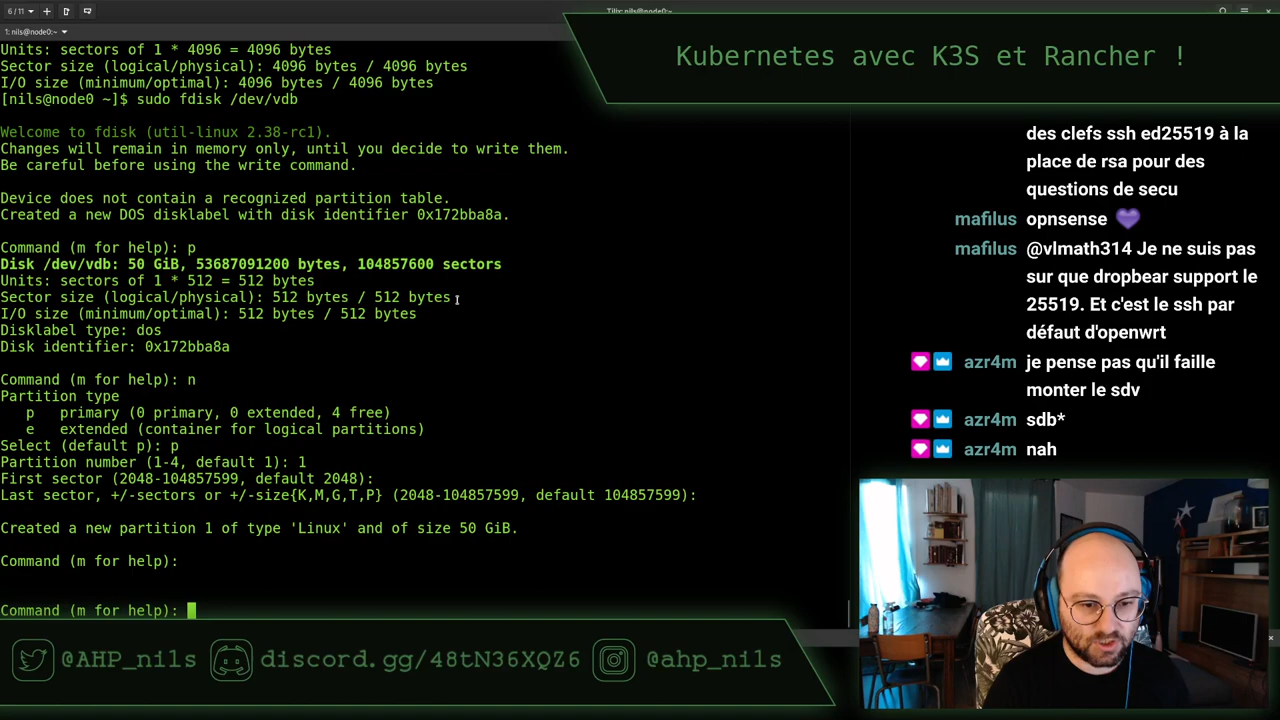 6 / 11
Tilix: nils@node0:~
1: nils@node0:~
Units: sectors of 1 * 4096 = 4096 bytes
Sector size (logical/physical): 4096 bytes / 4096 bytes
I/O size (minimum/optimal): 4096 bytes / 4096 bytes
[nils@node0 ~]$ sudo fdisk /dev/vdb
Welcome to fdisk (util-linux 2.38-rc1).
Changes will remain in memory only, until you decide to write them.
Be careful before using the write command.
Device does not contain a recognized partition table.
Created a new DOS disklabel with disk identifier 0x172bba8a.
Command (m for help): p
Disk /dev/vdb: 50 GiB, 53687091200 bytes, 104857600 sectors
Units: sectors of 1 * 512 = 512 bytes
Sector size (logical/physical): 512 bytes / 512 bytes
I/O size (minimum/optimal): 512 bytes / 512 bytes
Disklabel type: dos
Disk identifier: 0x172bba8a
Command (m for help): n
Partition type
p primary (0 primary, 0 extended, 4 free)
e extended (container for logical partitions)
Select (default p): p
Partition number (1-4, default 1): 1
First sector (2048-104857599, default 2048):
Last sector, +/-sectors or +/-size{K,M,G,T,P} (2048-104857599, default 104857599):
Created a new partition 1 of type 'Linux' and of size 50 GiB.
Command (m for help):
Command (m for help):
Kubernetes avec K3S et Rancher !
des clefs ssh ed25519 à la
place de rsa pour des
questions de secu
mafilus opnsense
mafilus @vlmath314 Je ne suis pas
sur que dropbear support le
25519. Et c'est le ssh par
défaut d'openwrt
azr4m je pense pas qu'il faille
monter le sdv
azr4m sdb*
azr4m nah
@AHP_nils discord.gg/48tN36XQZ6 @ahp_nils